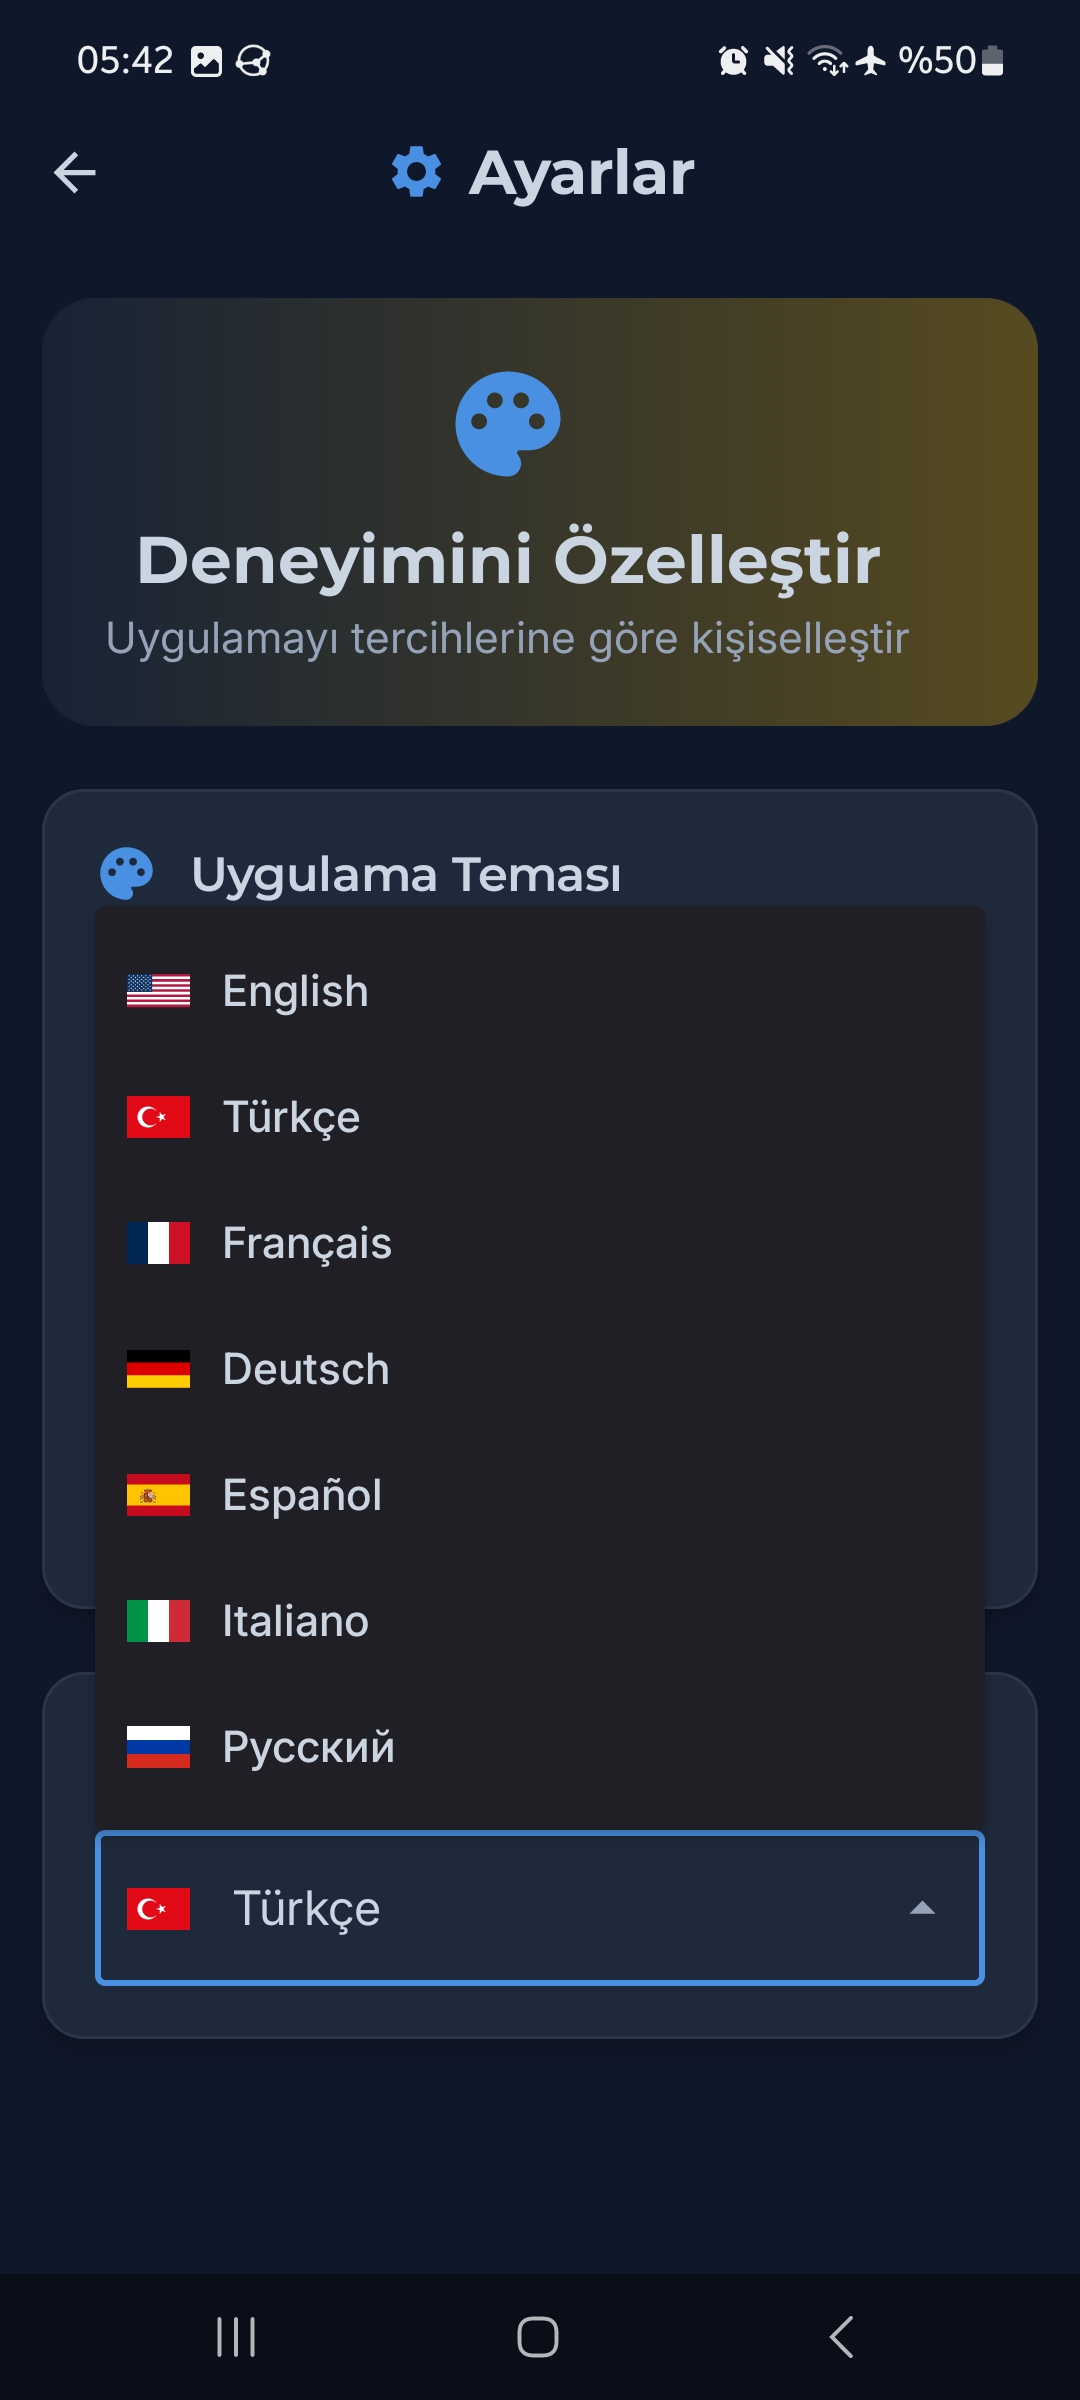 05:42
%50
Ayarlar
Deneyimini Özelleştir
Uygulamayı tercihlerine göre kişiselleştir
Uygulama Teması
English
Türkçe
Français
Deutsch
Español
Italiano
Русский
Türkçe